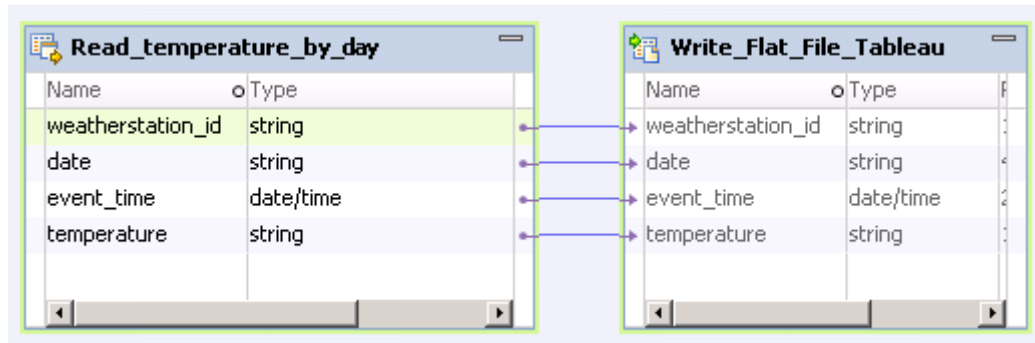 Read_temperature_by_day
Name Type
weatherstation_id string
date string
event_time date/time
temperature string
Write_Flat_File_Tableau
Name Type
weatherstation_id string
date string
event_time date/time
temperature string